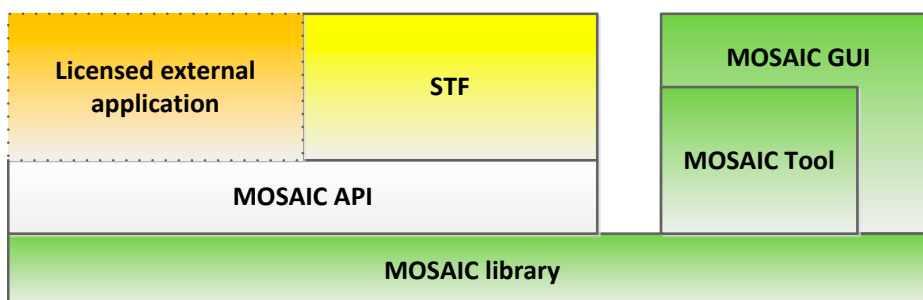 Licensed external
application
STF
MOSAIC GUI
MOSAIC Tool
MOSAIC API
MOSAIC library